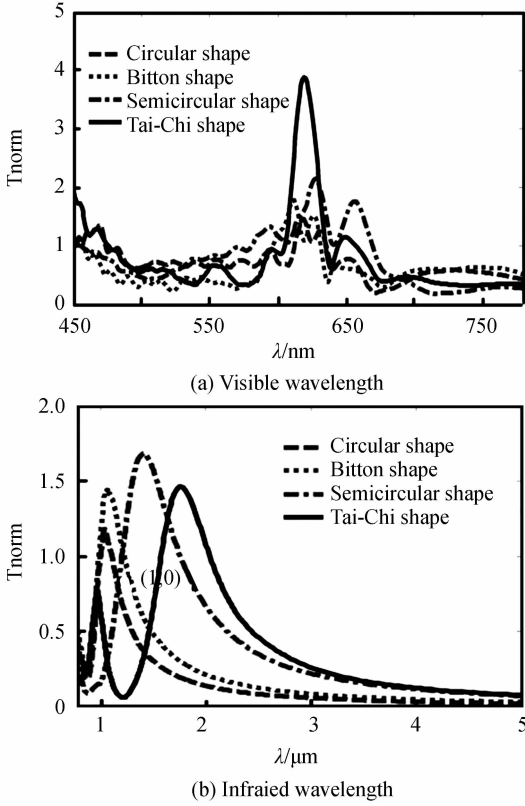 5
4
3
2
1
0
Tnorm
Circular shape
Bitton shape
Semicircular shape
Tai-Chi shape
450
550
650
750
λ/nm
(a) Visible wavelength
2.0
1.5
1.0
0.5
0
Tnorm
Circular shape
Bitton shape
Semicircular shape
Tai-Chi shape
(1,0)
1
2
3
4
5
λ/μm
(b) Infraied wavelength